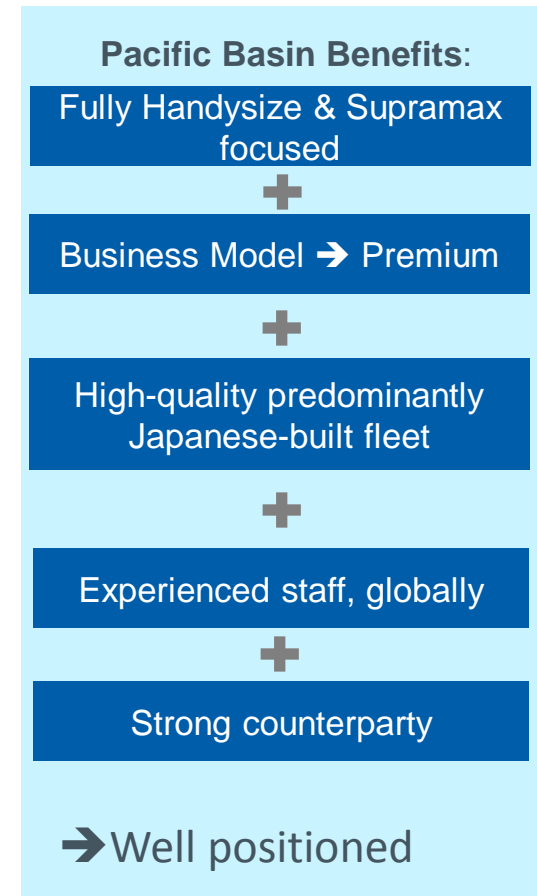 Pacific Basin Benefits:
Fully Handysize & Supramax
focused
Business Model ➔ Premium
High-quality predominantly
Japanese-built fleet
Experienced staff, globally
Strong counterparty
➔Well positioned